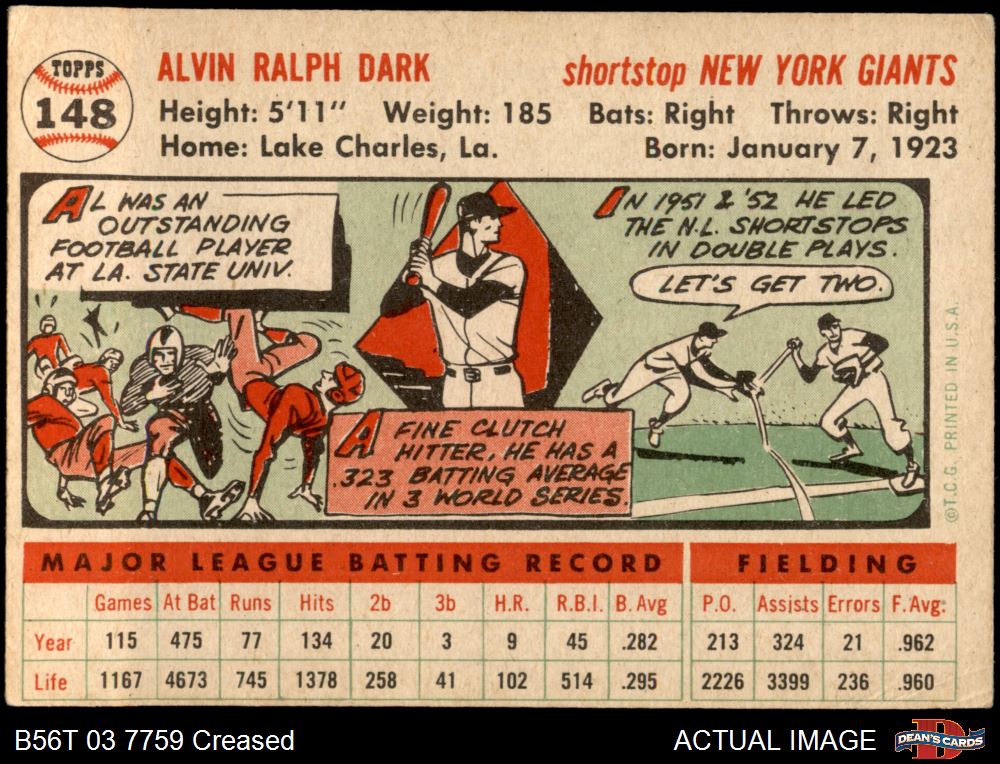 TOPPS
148
ALVIN RALPH DARK
shortstop NEW YORK GIANTS
Height: 5'11" Weight: 185 Bats: Right Throws: Right
Home: Lake Charles, La. Born: January 7, 1923
AL WAS AN
OUTSTANDING
FOOTBALL PLAYER
AT LA. STATE UNIV.
IN 1951 & '52 HE LED
THE N.L. SHORTSTOPS
IN DOUBLE PLAYS.
LET'S GET TWO.
A FINE CLUTCH
HITTER, HE HAS A
.323 BATTING AVERAGE
IN 3 WORLD SERIES.
©T.C.G. PRINTED IN U.S.A.
MAJOR LEAGUE BATTING RECORD FIELDING
Games At Bat Runs Hits 2b 3b H.R. R.B.I. B. Avg P.O. Assists Errors F. Avg.
Year 115 475 77 134 20 3 9 45 .282 213 324 21 .962
Life 1167 4673 745 1378 258 41 102 514 .295 2226 3399 236 .960
B56T 03 7759 Creased ACTUAL IMAGE
D
DEAN'S CARDS